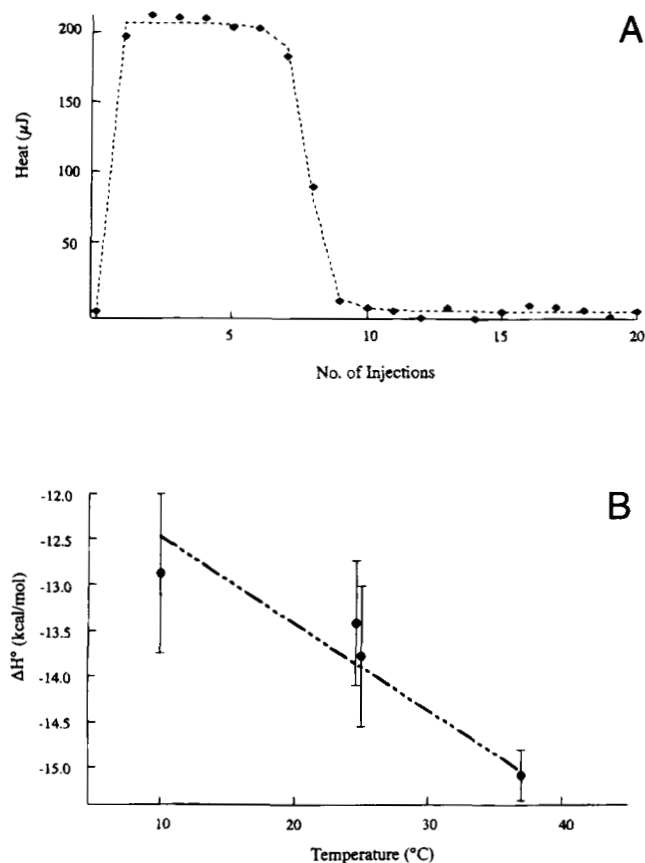 A
200
150
100
50
Heat (µJ)
5 10 15 20
No. of Injections
B
-12.0
-12.5
-13.0
-13.5
-14.0
-14.5
-15.0
ΔH° (kcal/mol)
10 20 30 40
Temperature (°C)